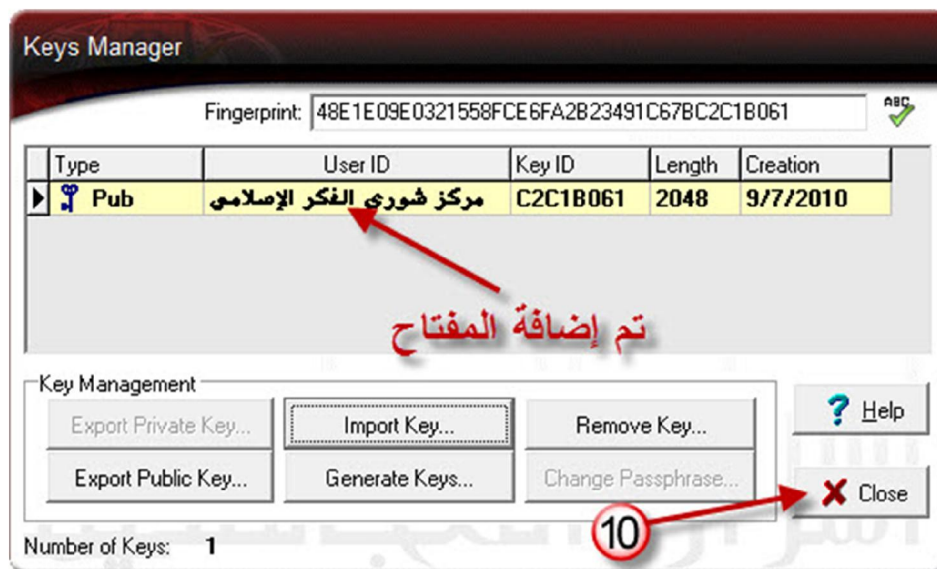 Keys Manager
Fingerprint: 48E1E09E0321558FCE6FA2B23491C67BC2C1B061
ABC
Type User ID Key ID Length Creation
Pub مركز شورى الفكر الإصلامي C2C1B061 2048 9/7/2010
تم إضافة المفتاح
Key Management
Export Private Key... Import Key... Remove Key...
Help
Export Public Key... Generate Keys... Change Passphrase...
Close
10
Number of Keys: 1